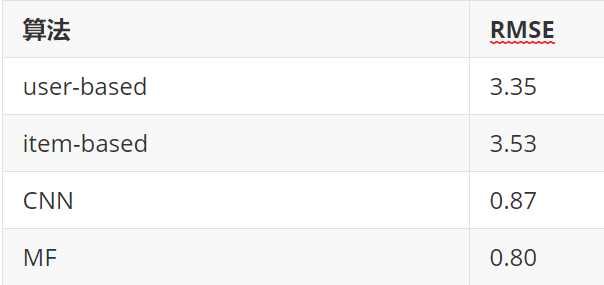 算法 RMSE
user-based 3.35
item-based 3.53
CNN 0.87
MF 0.80